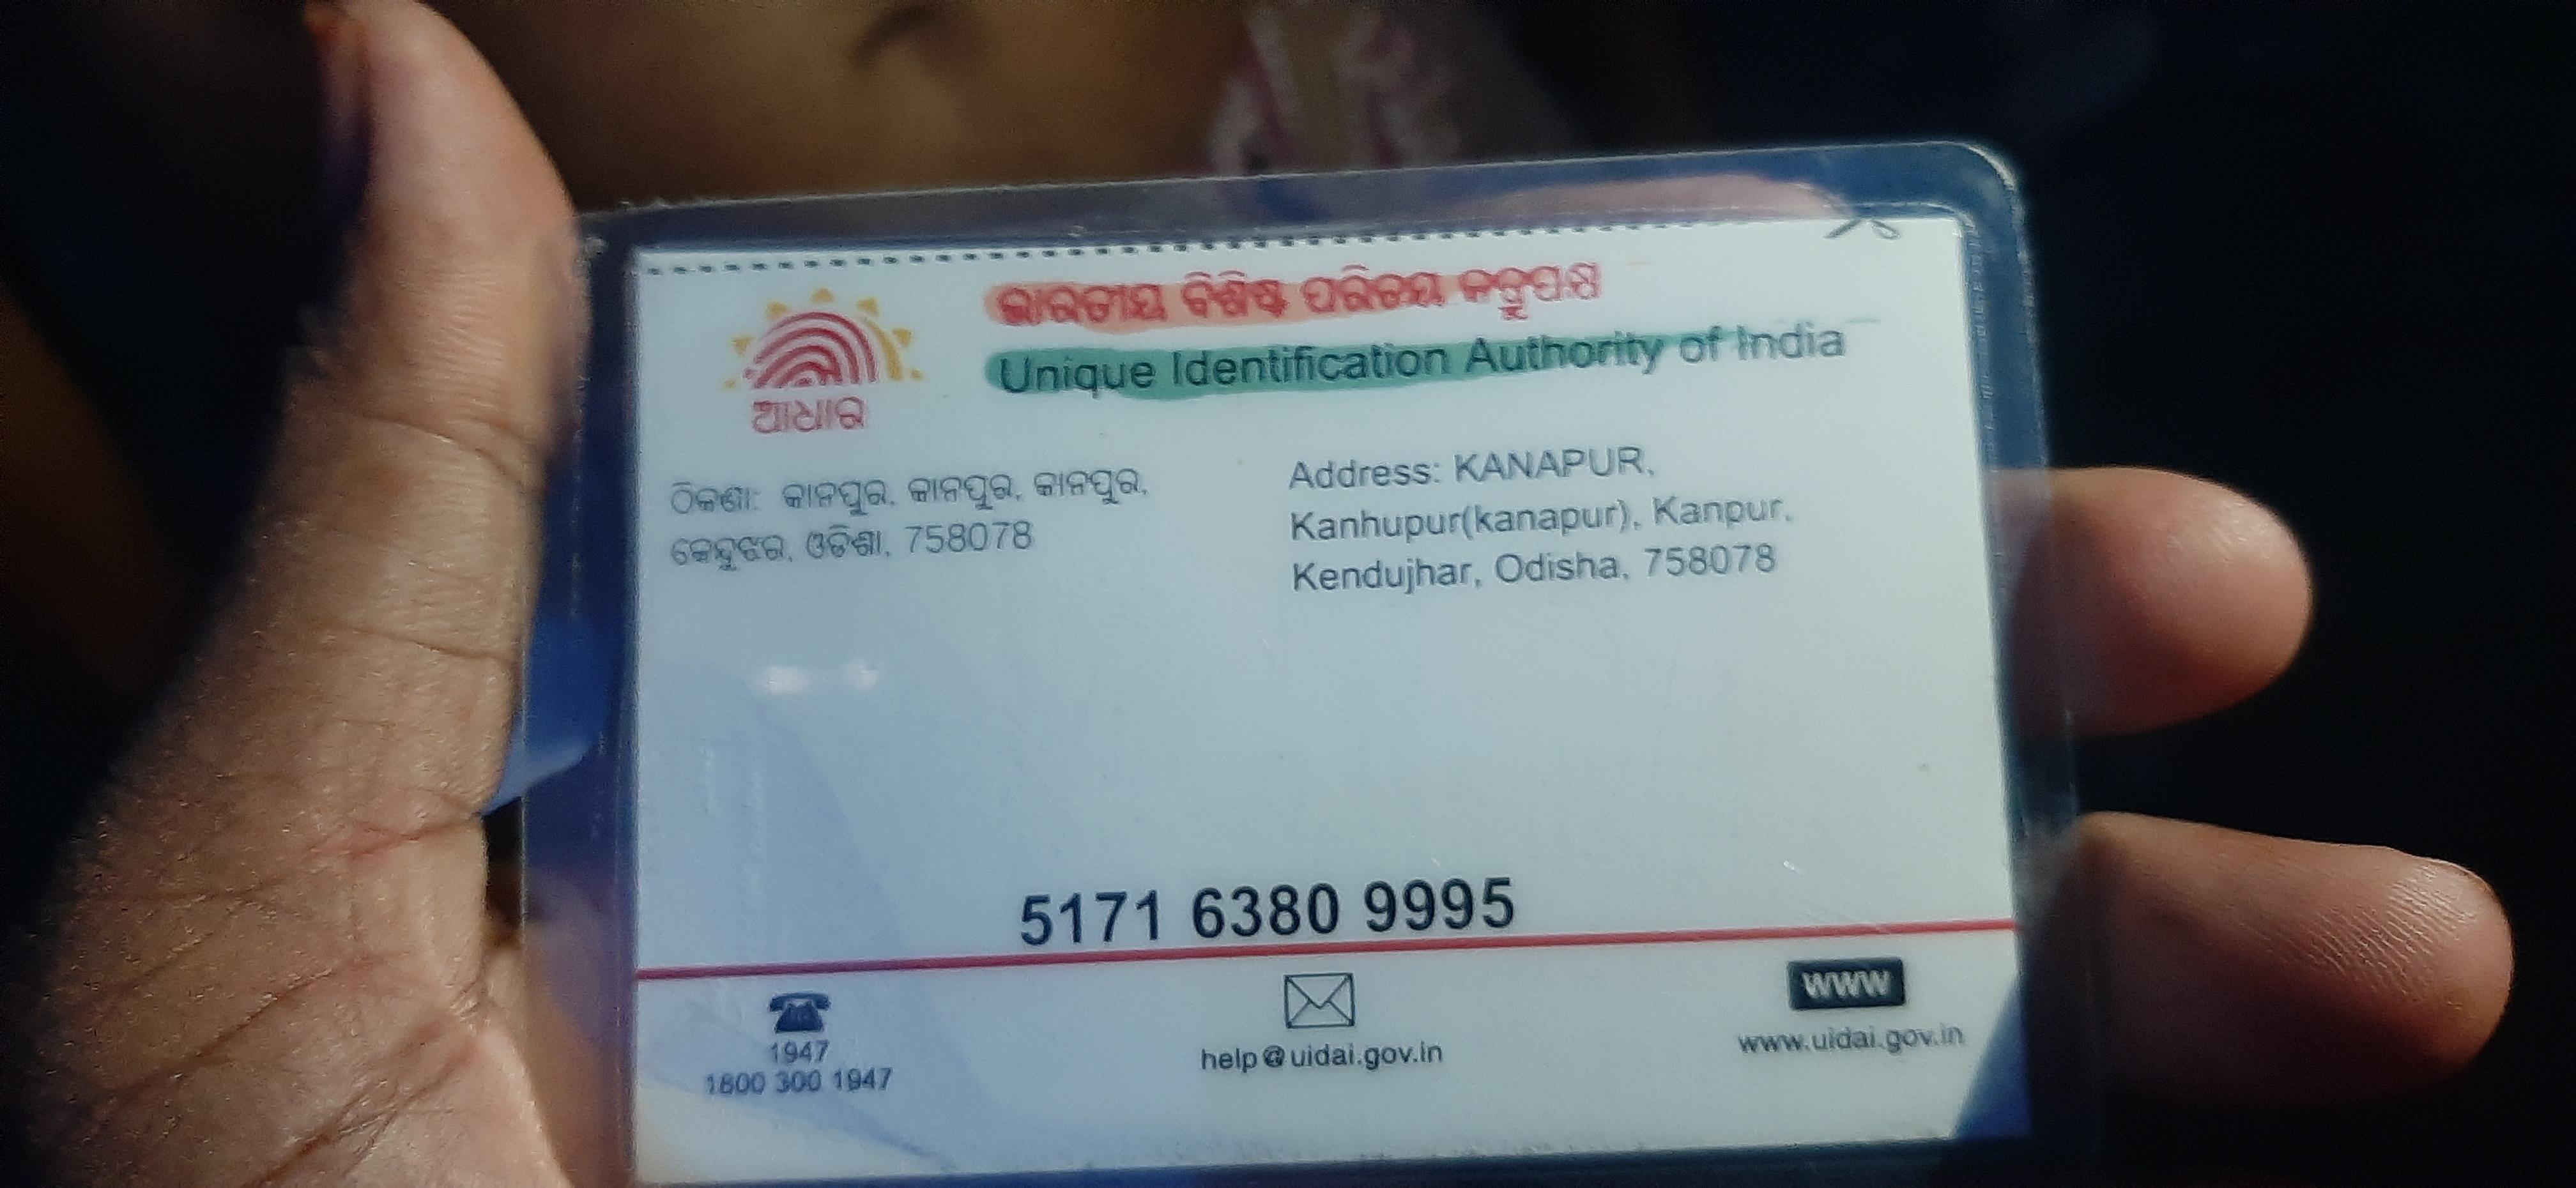 ଭାରତୀୟ ବିଶିଷ୍ଟ ପରିଚୟ କର୍ତ୍ତୃପକ୍ଷ
Unique Identification Authority of India
ଆଧାର
ଠିକଣା: କାନପୁର, କାନପୁର, କାନପୁର,
କେନ୍ଦୁଝର, ଓଡିଶା, 758078
Address: KANAPUR,
Kanhupur(kanapur), Kanpur,
Kendujhar, Odisha, 758078
5171 6380 9995
1947
1800 300 1947
help@uidai.gov.in
WWW
www.uidai.gov.in